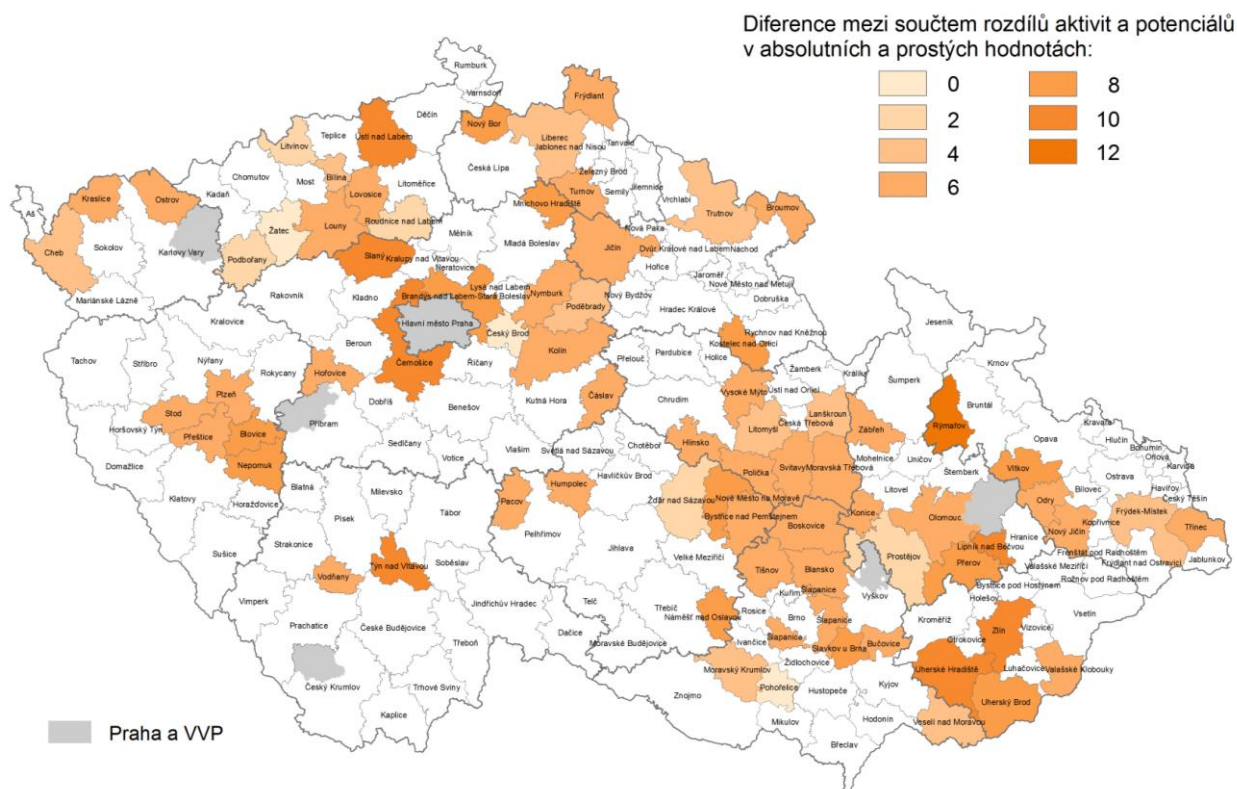 Diference mezi součtem rozdílů aktivit a potenciálů
v absolutních a prostých hodnotách:
0
8
2
10
4
12
6
Rumburk
Varnsdorf
Frýdlant
Děčín
Ústí nad Labem
Nový Bor
Liberec
Teplice
Litvínov
Jablonec nad Nisou
Tanvald
Česká Lípa
Železný Brod
Jilemnice
Chomutov
Most
Bílina
Litoměřice
Kraslice
Ostrov
Kadaň
Lovosice
Turnov
Semily
Vrchlabí
Mnichovo Hradiště
Trutnov
Broumov
Aš
Roudnice nad Labem
Žatec
Louny
Nová Paka
Sokolov
Karlovy Vary
Cheb
Podbořany
Mělník
Mladá Boleslav
Jičín
Dvůr Králové nad Labem
Náchod
Slaný
Kralupy nad Vltavou
Neratovice
Hořice
Jaroměř
Nové Město nad Metují
Mariánské Lázně
Rakovník
Kladno
Lysá nad Labem
Brandýs nad Labem-Stará Boleslav
Nymburk
Nový Bydžov
Dobruška
Poděbrady
Hradec Králové
Hlavní město Praha
Český Brod
Kralovice
Beroun
Rychnov nad Kněžnou
Kostelec nad Orlicí
Jeseník
Tachov
Stříbro
Nýřany
Rokycany
Hořovice
Černošice
Říčany
Kolín
Přelouč
Pardubice
Holice
Žamberk
Králíky
Krnov
Šumperk
Plzeň
Kutná Hora
Čáslav
Vysoké Mýto
Ústí nad Orlicí
Bruntál
Stod
Příbram
Dobříš
Benešov
Chrudim
Lanškroun
Česká Třebová
Rýmařov
Horšovský Týn
Přeštice
Blovice
Litomyšl
Zábřeh
Kravaře
Opava
Hlučín
Bohumín
Orlová
Karviná
Domažlice
Nepomuk
Sedlčany
Votice
Vlašim
Světlá nad Sázavou
Chotěboř
Hlinsko
Mohelnice
Uničov
Šternberk
Vítkov
Ostrava
Havířov
Český Těšín
Klatovy
Horažďovice
Blatná
Milevsko
Havlíčkův Brod
Polička
Svitavy
Moravská Třebová
Litovel
Bílovec
Humpolec
Pacov
Žďár nad Sázavou
Nové Město na Moravě
Bystřice nad Pernštejnem
Konice
Olomouc
Odry
Frýdek-Místek
Kopřivnice
Nový Jičín
Třinec
Písek
Tábor
Pelhřimov
Boskovice
Sušice
Strakonice
Jihlava
Velké Meziříčí
Prostějov
Lipník nad Bečvou
Hranice
Frenštát pod Radhoštěm
Frýdlant nad Ostravicí
Jablunkov
Přerov
Valašské Meziříčí
Rožnov pod Radhoštěm
Bystřice pod Hostýnem
Týn nad Vltavou
Soběslav
Vodňany
Tišnov
Blansko
Holešov
Vimperk
Jindřichův Hradec
Telč
Třebíč
Náměšť nad Oslavou
Kuřim
Šlapanice
Vyškov
Rosice
Brno
Šlapanice
Vsetín
Prachatice
České Budějovice
Dačice
Moravské Budějovice
Ivančice
Šlapanice
Slavkov u Brna
Bučovice
Kroměříž
Otrokovice
Zlín
Vizovice
Třeboň
Židlochovice
Moravský Krumlov
Uherské Hradiště
Luhačovice
Valašské Klobouky
Český Krumlov
Trhové Sviny
Pohořelice
Hustopeče
Kyjov
Uherský Brod
Znojmo
Kaplice
Mikulov
Hodonín
Veselí nad Moravou
Břeclav
Praha a VVP